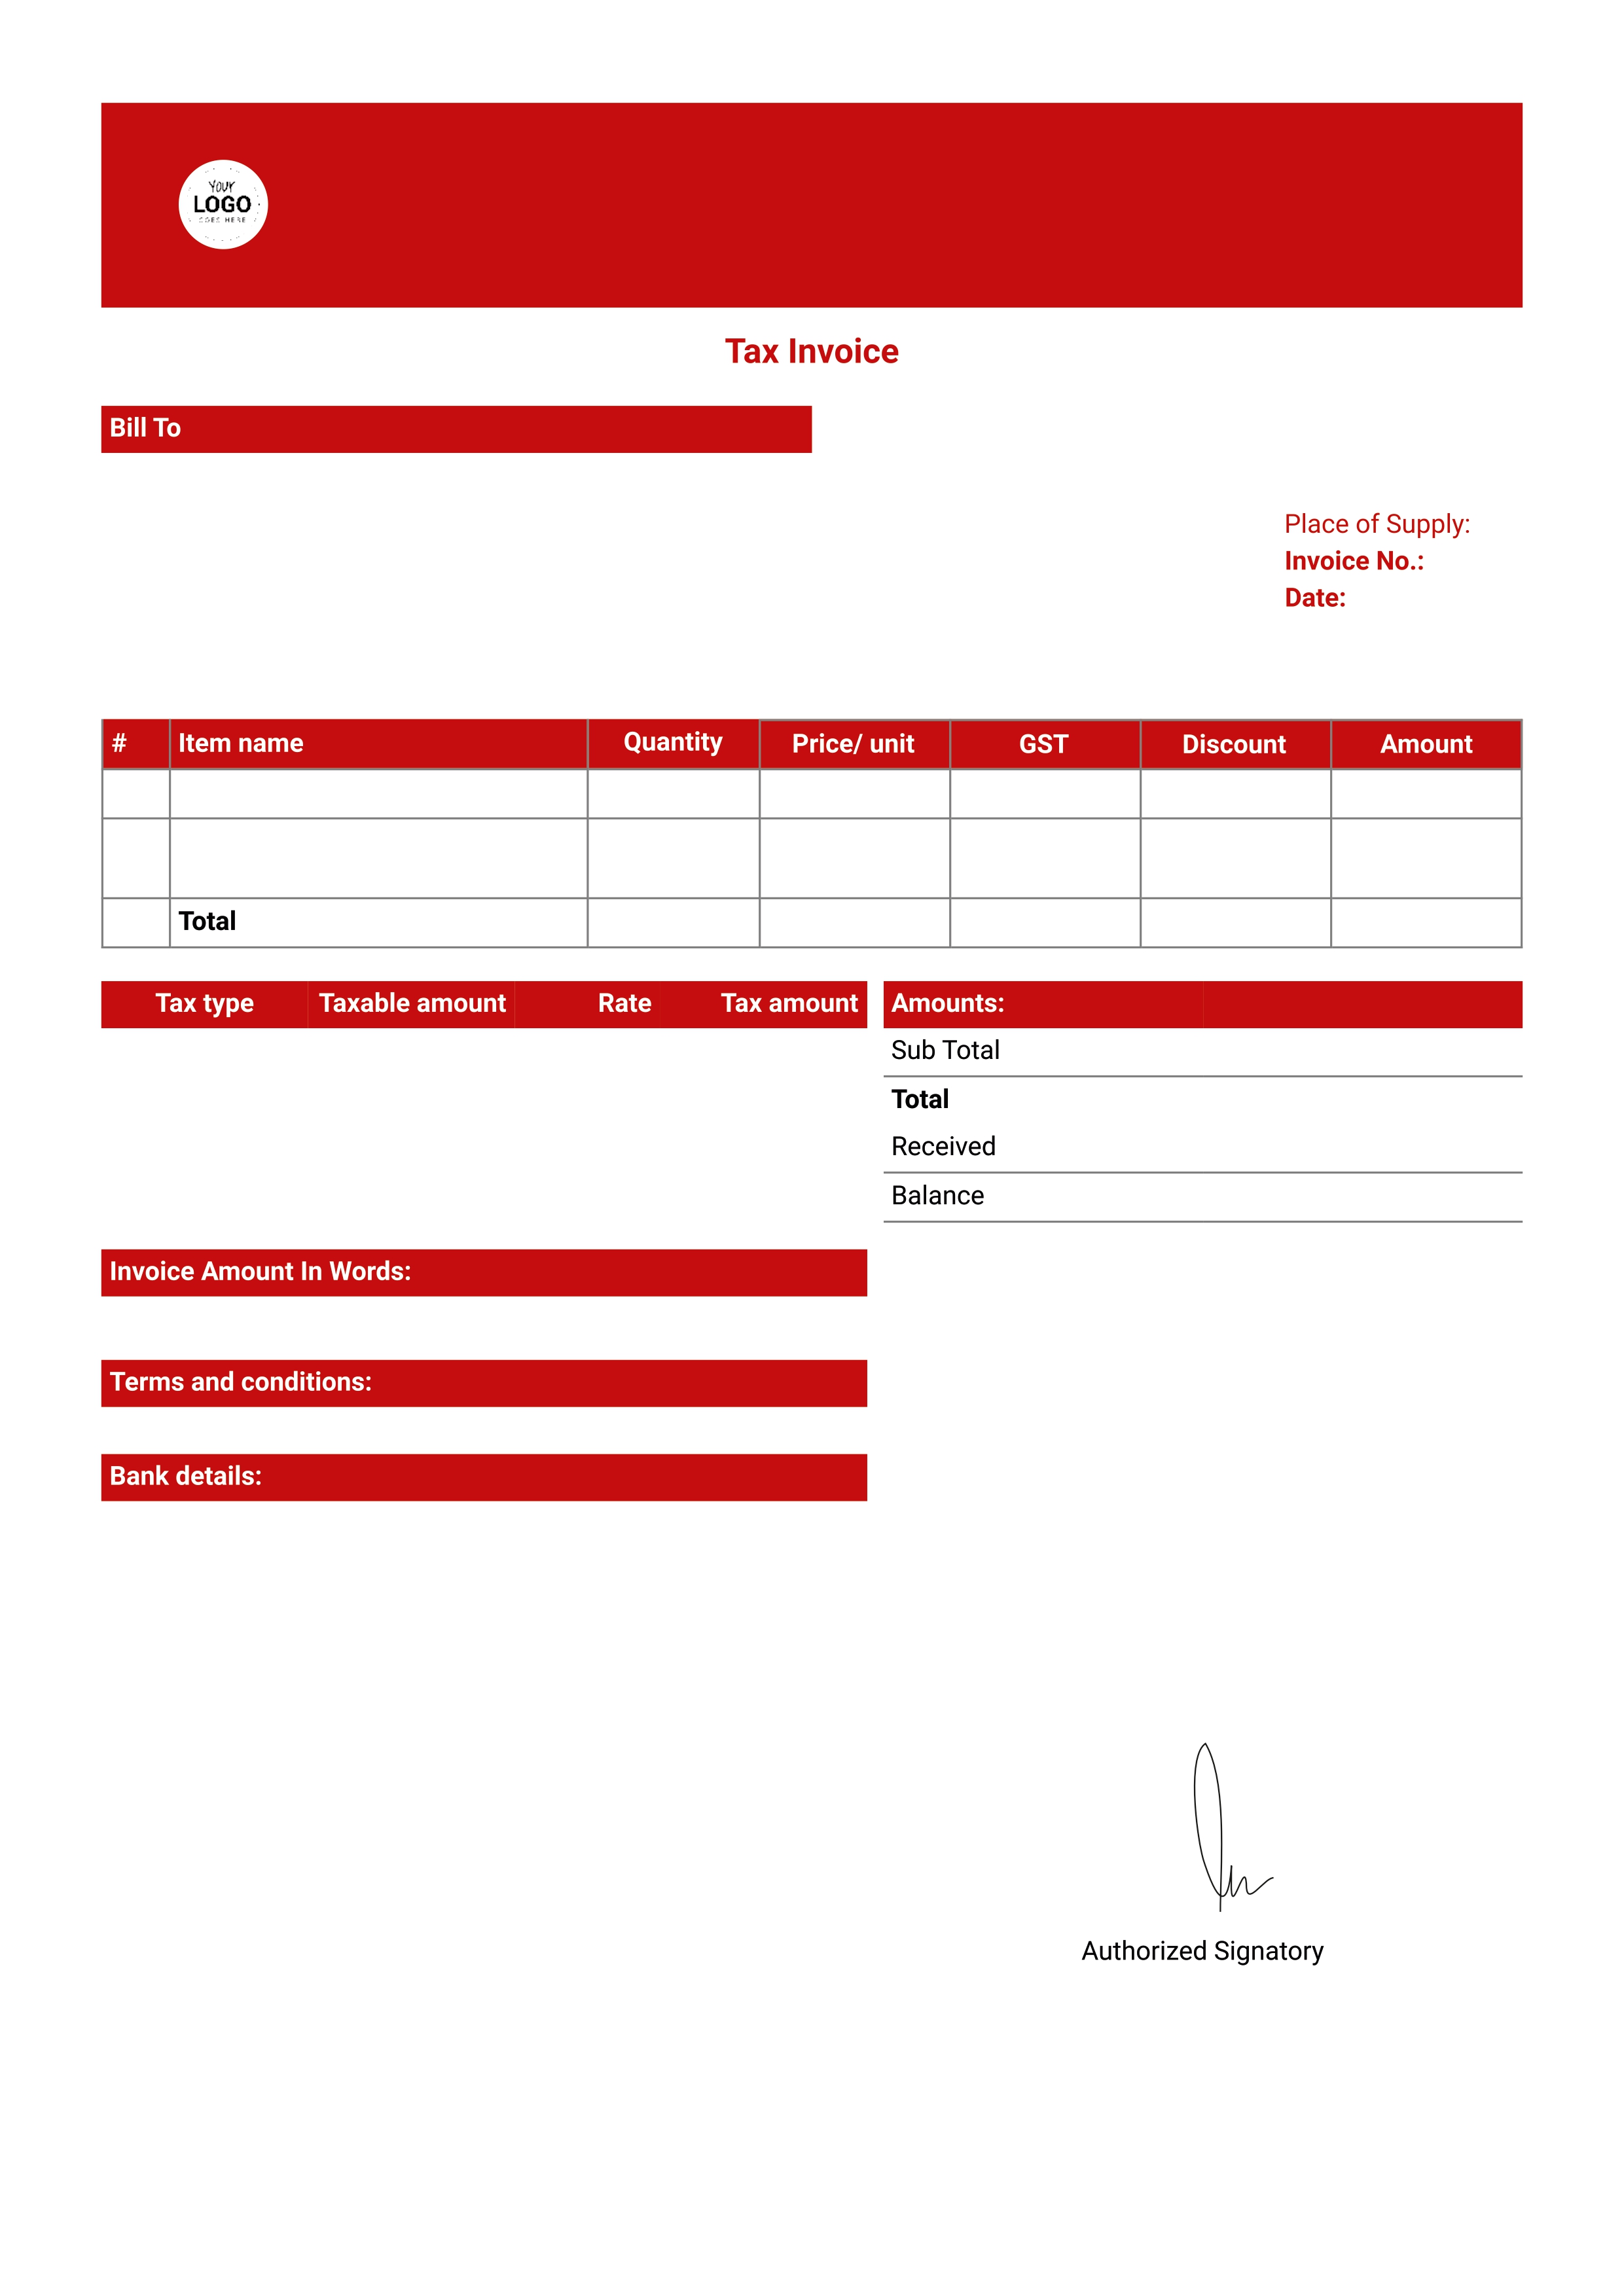 YOUR
LOGO
GOES HERE
Tax Invoice
Bill To
Place of Supply:
Invoice No.:
Date:
# Item name Quantity Price/ unit GST Discount Amount
Total
Tax type Taxable amount Rate Tax amount
Amounts:
Sub Total
Total
Received
Balance
Invoice Amount In Words:
Terms and conditions:
Bank details:
Authorized Signatory